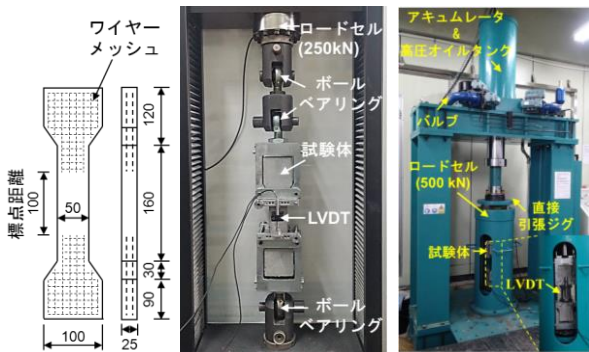 ワイヤー
メッシュ
120
標点距離
100
50
160
30
90
100
25
ロードセル
(250kN)
ボール
ベアリング
試験体
LVDT
ボール
ベアリング
アキュムレータ
&
高圧オイルタンク
バルブ
ロードセル
(500 kN)
直接
引張ジグ
試験体
LVDT